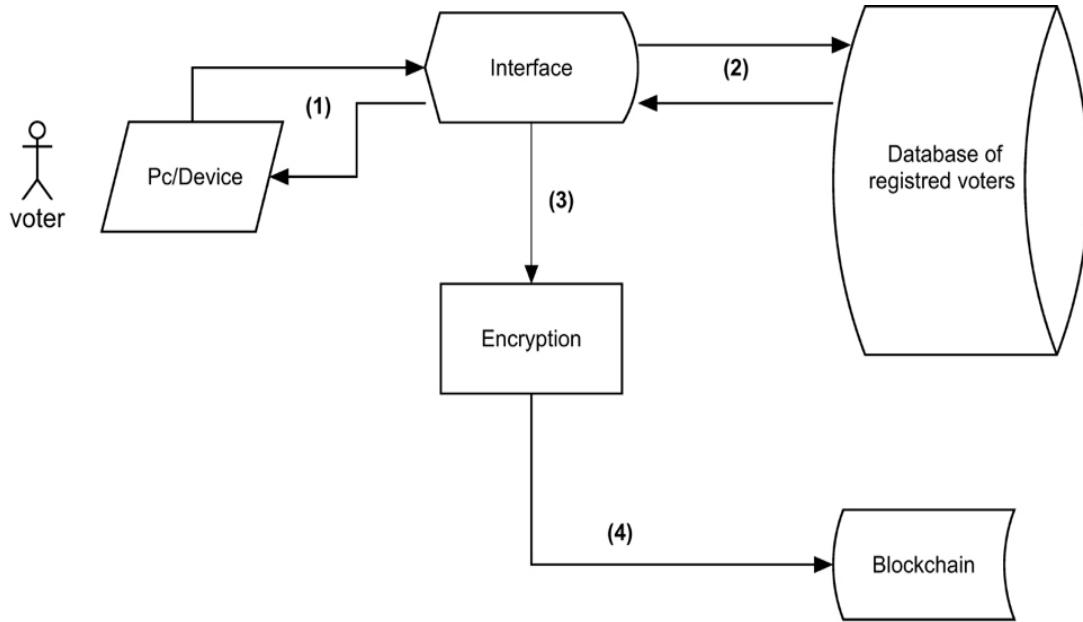 Interface
(2)
(1)
Pc/Device
Database of
registred voters
voter
(3)
Encryption
(4)
Blockchain